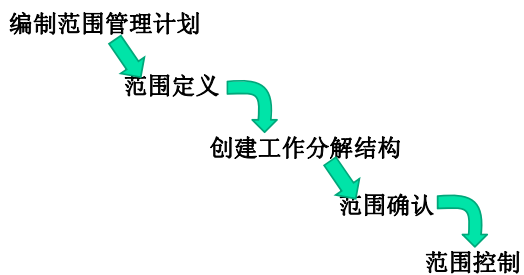 编制范围管理计划
范围定义
创建工作分解结构
范围确认
范围控制